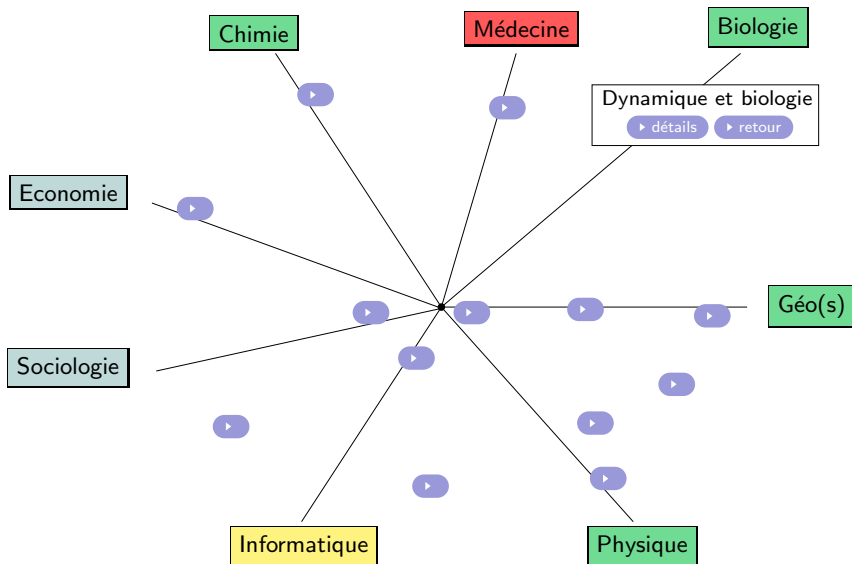 Chimie
Médecine
Biologie
Dynamique et biologie
détails retour
Economie
Géo(s)
Sociologie
Informatique
Physique